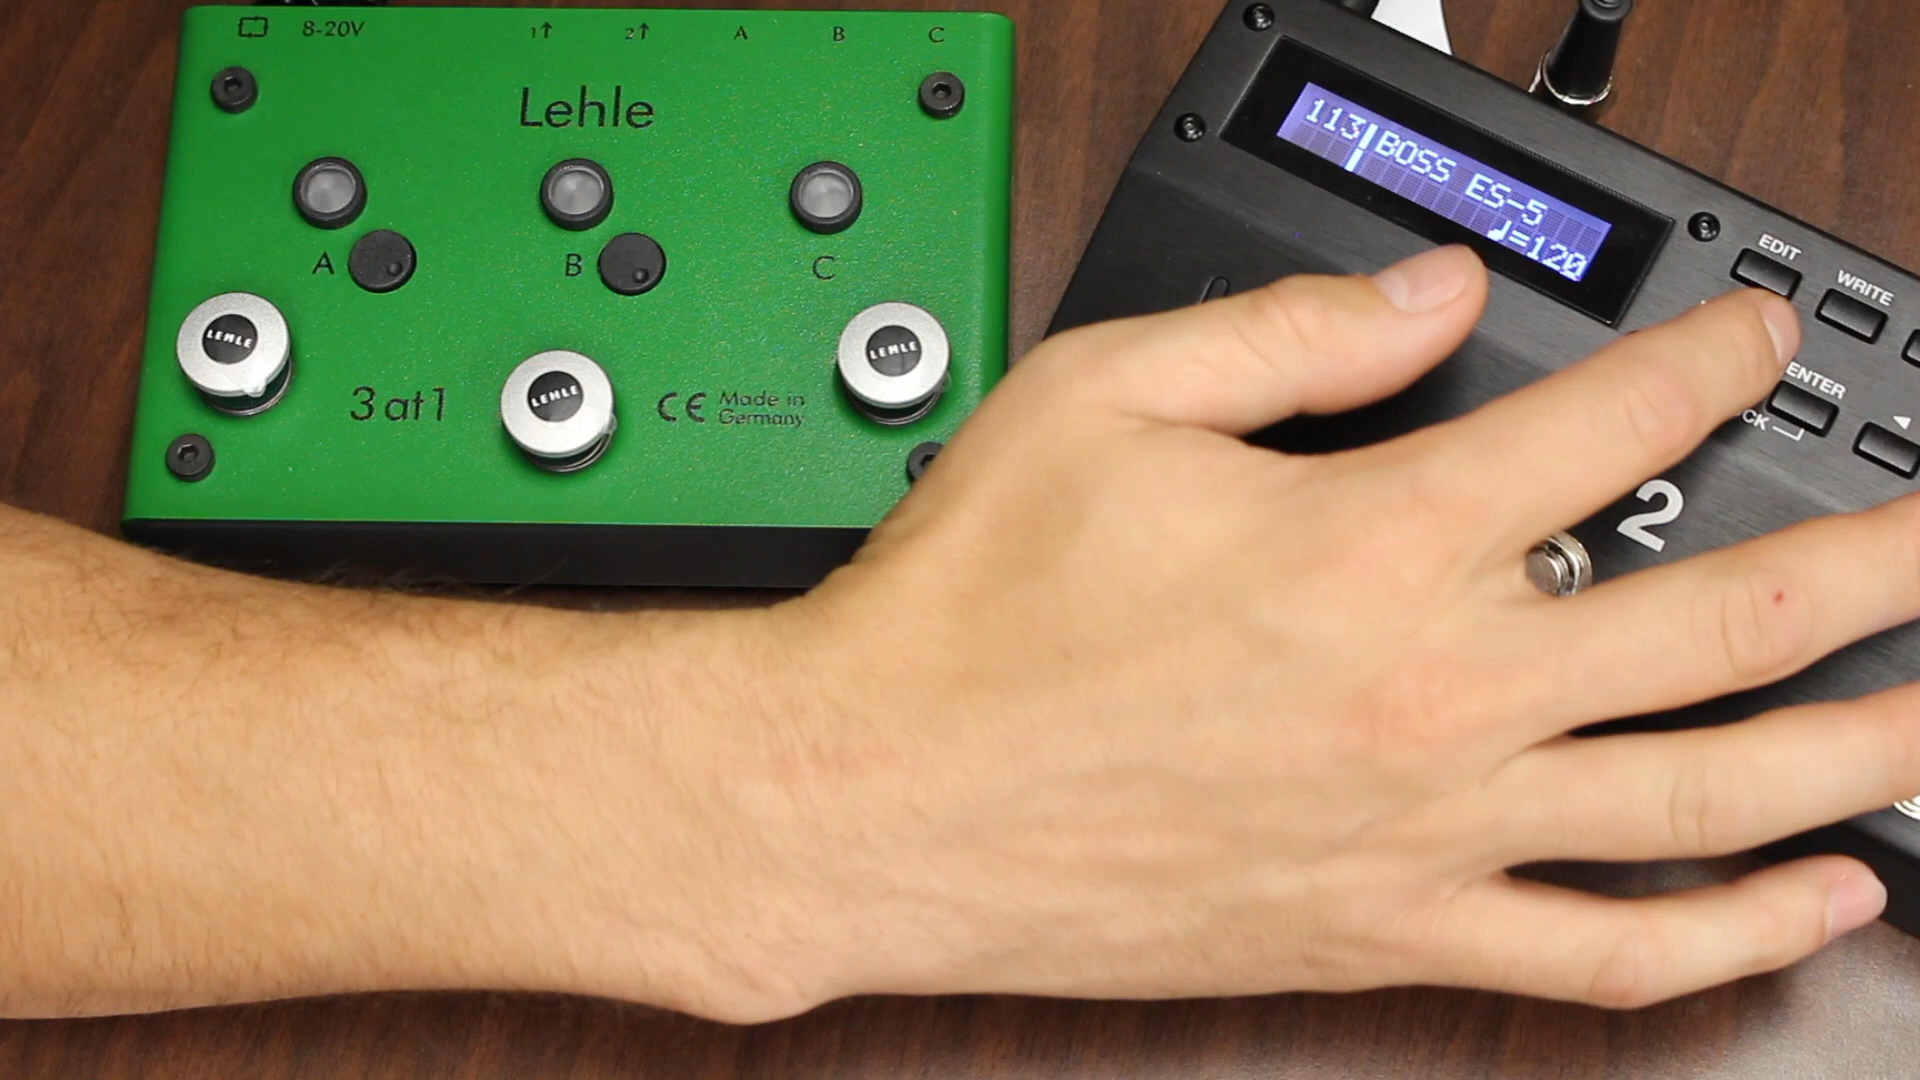 8-20V 1↑ 2↑ A B C
Lehle
A B C
LEHLE
LEHLE
LEHLE
3at1
CE Made in
Germany
113 BOSS ES-5
♩=120
EDIT
WRITE
ENTER
2